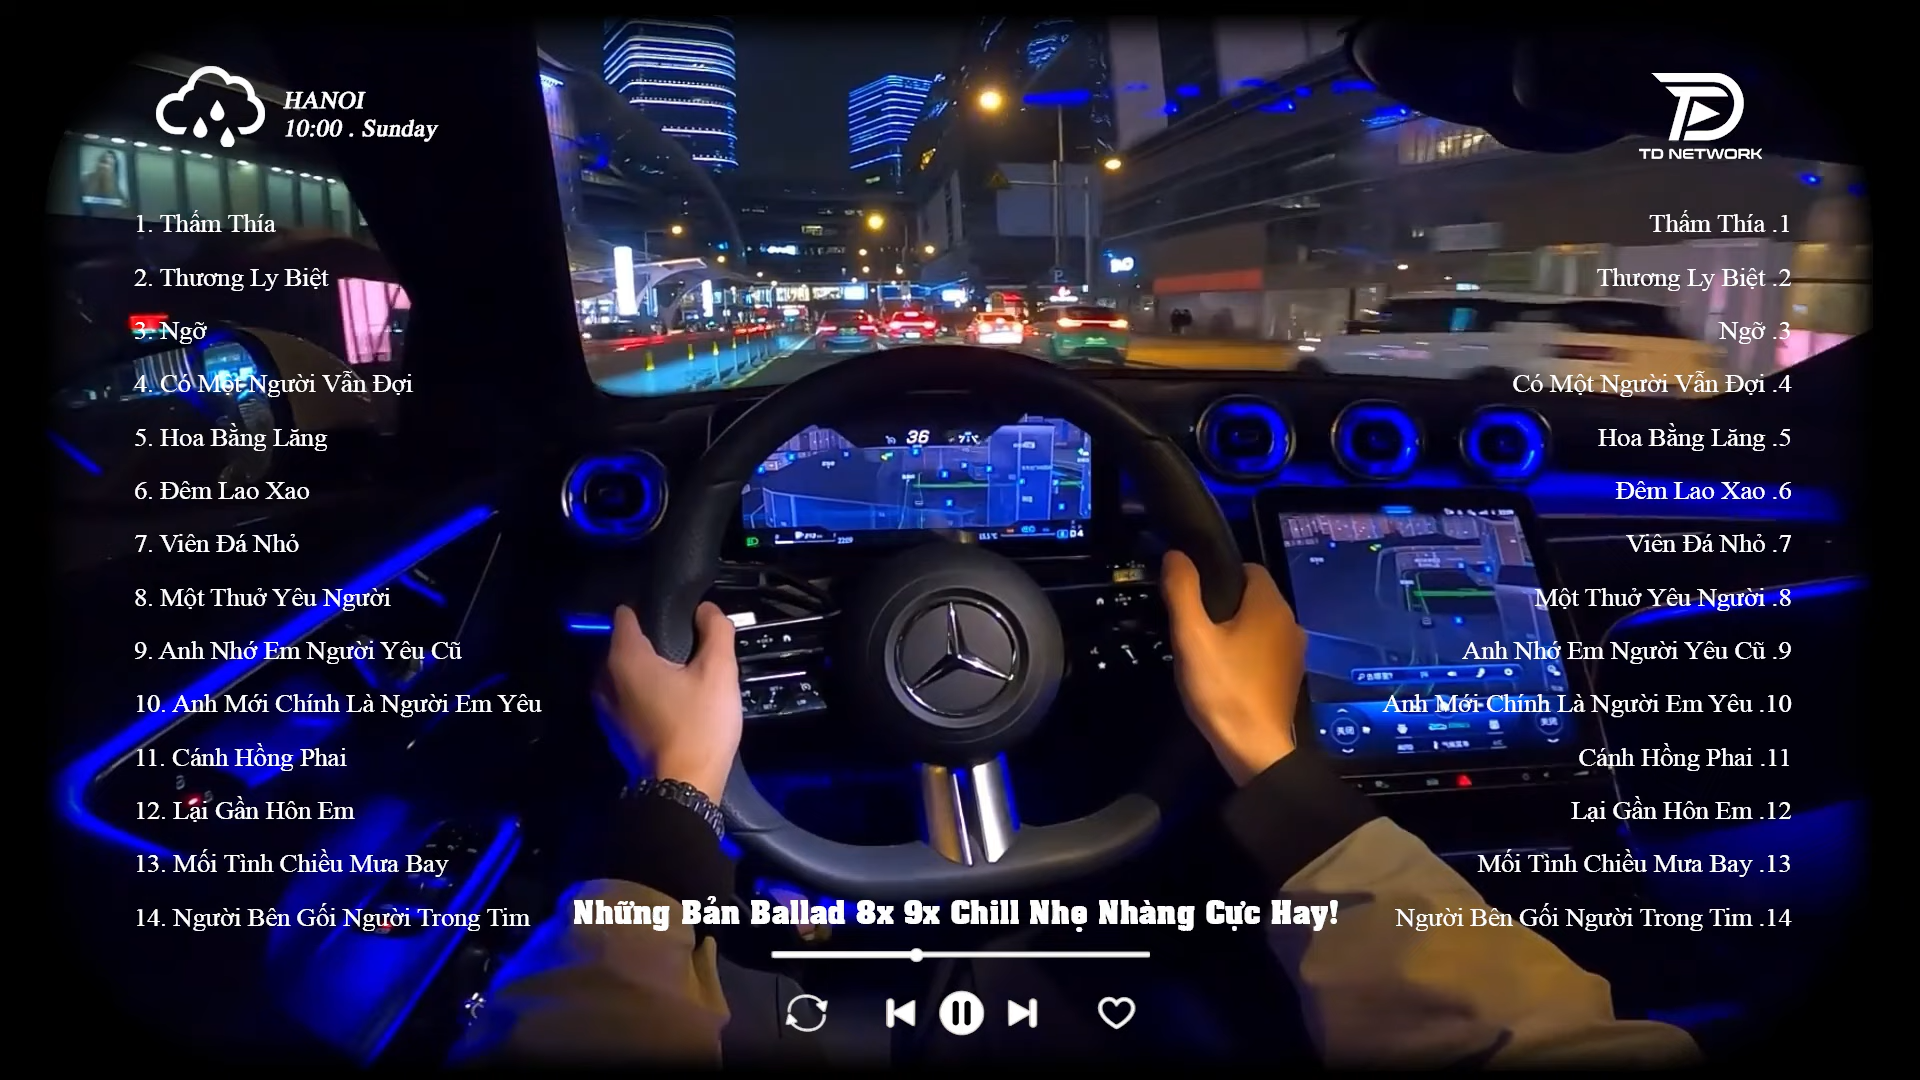 HANOI
10:00 . Sunday
TD NETWORK
1. Thấm Thía
2. Thương Ly Biệt
3. Ngỡ
4. Có Một Người Vẫn Đợi
5. Hoa Bằng Lăng
6. Đêm Lao Xao
7. Viên Đá Nhỏ
8. Một Thuở Yêu Người
9. Anh Nhớ Em Người Yêu Cũ
10. Anh Mới Chính Là Người Em Yêu
11. Cánh Hồng Phai
12. Lại Gần Hôn Em
13. Mối Tình Chiều Mưa Bay
14. Người Bên Gối Người Trong Tim
Thấm Thía .1
Thương Ly Biệt .2
Ngỡ .3
Có Một Người Vẫn Đợi .4
Hoa Bằng Lăng .5
Đêm Lao Xao .6
Viên Đá Nhỏ .7
Một Thuở Yêu Người .8
Anh Nhớ Em Người Yêu Cũ .9
Anh Mới Chính Là Người Em Yêu .10
Cánh Hồng Phai .11
Lại Gần Hôn Em .12
Mối Tình Chiều Mưa Bay .13
Người Bên Gối Người Trong Tim .14
36
Những Bản Ballad 8x 9x Chill Nhẹ Nhàng Cực Hay!